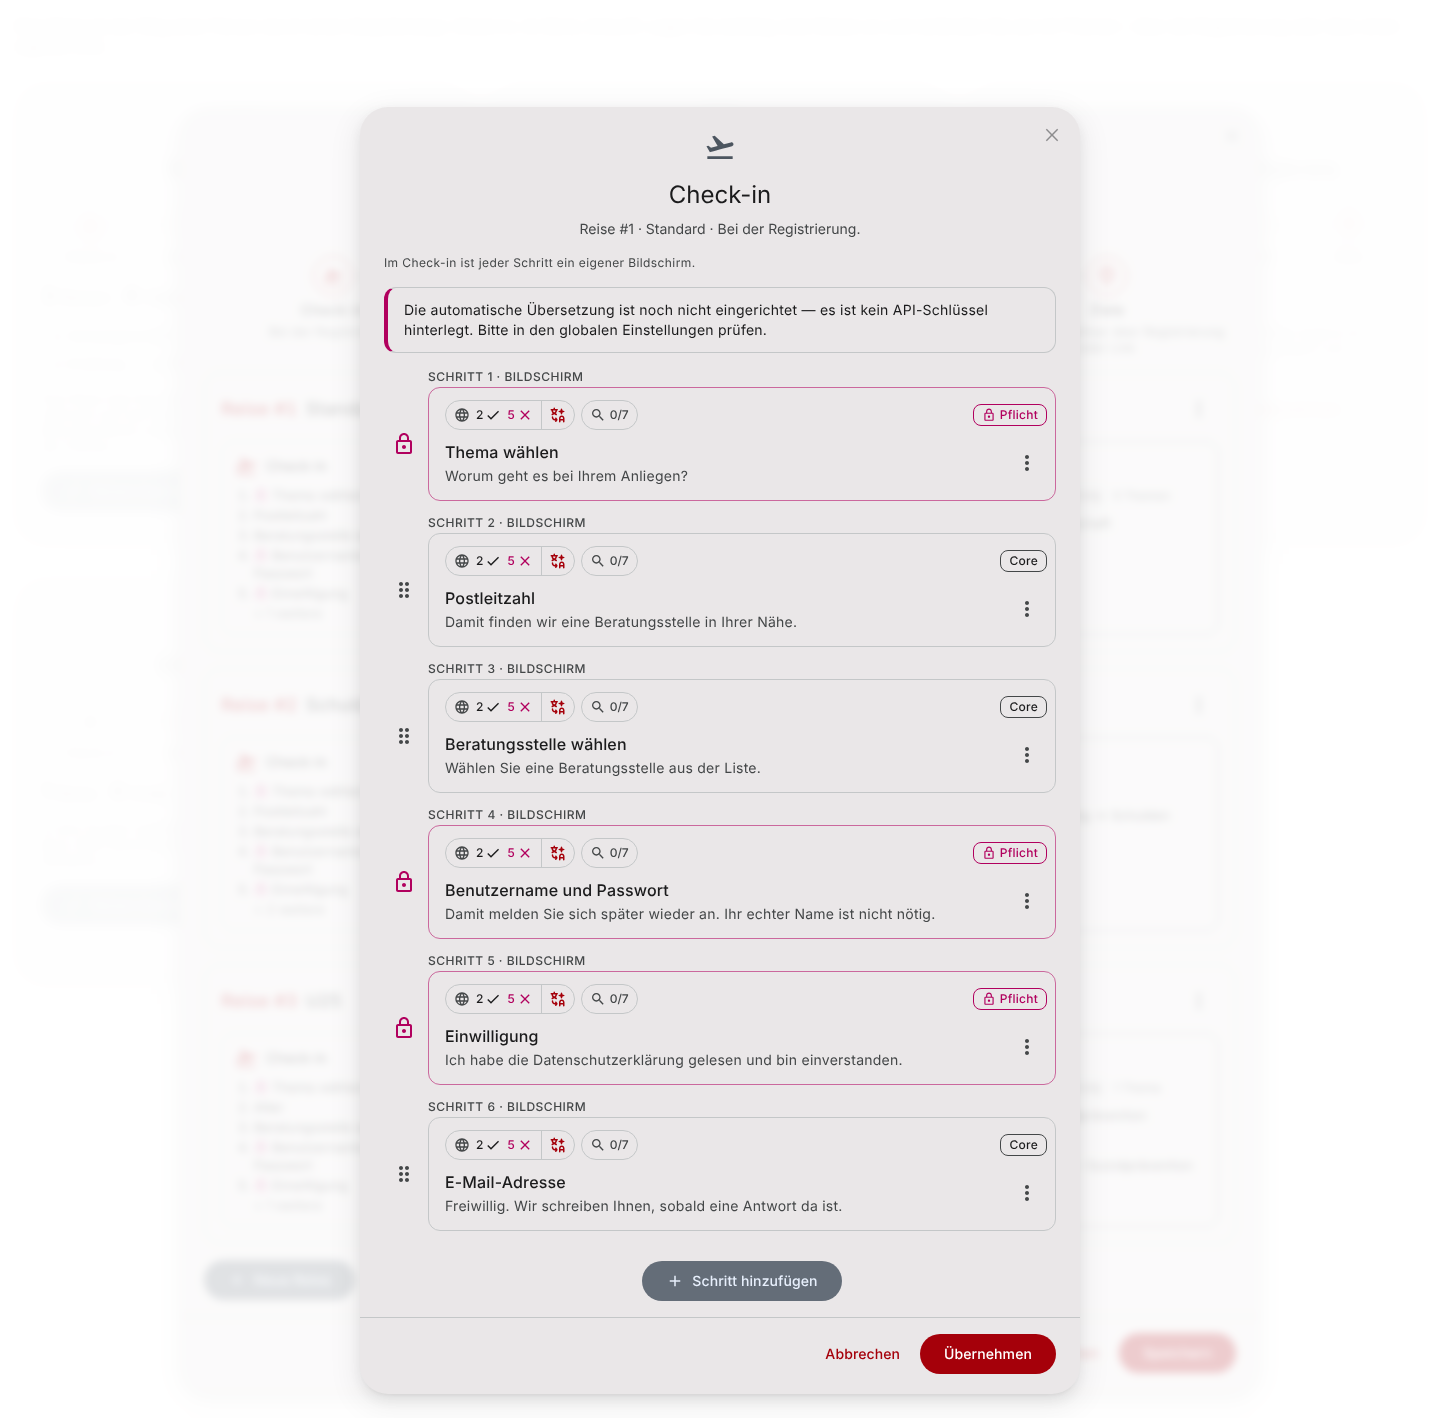 Check-in
Reise #1 · Standard · Bei der Registrierung.
Im Check-in ist jeder Schritt ein eigener Bildschirm.
Die automatische Übersetzung ist noch nicht eingerichtet — es ist kein API-Schlüssel
hinterlegt. Bitte in den globalen Einstellungen prüfen.
SCHRITT 1 · BILDSCHIRM
2 5 0/7 Pflicht
Thema wählen
Worum geht es bei Ihrem Anliegen?
SCHRITT 2 · BILDSCHIRM
2 5 0/7 Core
Postleitzahl
Damit finden wir eine Beratungsstelle in Ihrer Nähe.
SCHRITT 3 · BILDSCHIRM
2 5 0/7 Core
Beratungsstelle wählen
Wählen Sie eine Beratungsstelle aus der Liste.
SCHRITT 4 · BILDSCHIRM
2 5 0/7 Pflicht
Benutzername und Passwort
Damit melden Sie sich später wieder an. Ihr echter Name ist nicht nötig.
SCHRITT 5 · BILDSCHIRM
2 5 0/7 Pflicht
Einwilligung
Ich habe die Datenschutzerklärung gelesen und bin einverstanden.
SCHRITT 6 · BILDSCHIRM
2 5 0/7 Core
E-Mail-Adresse
Freiwillig. Wir schreiben Ihnen, sobald eine Antwort da ist.
Schritt hinzufügen
Abbrechen Übernehmen